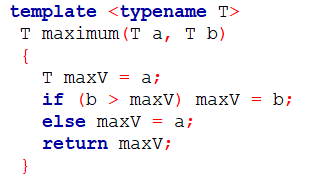 template <typename T>
T maximum(T a, T b)
{
T maxV = a;
if (b > maxV) maxV = b;
else maxV = a;
return maxV;
}